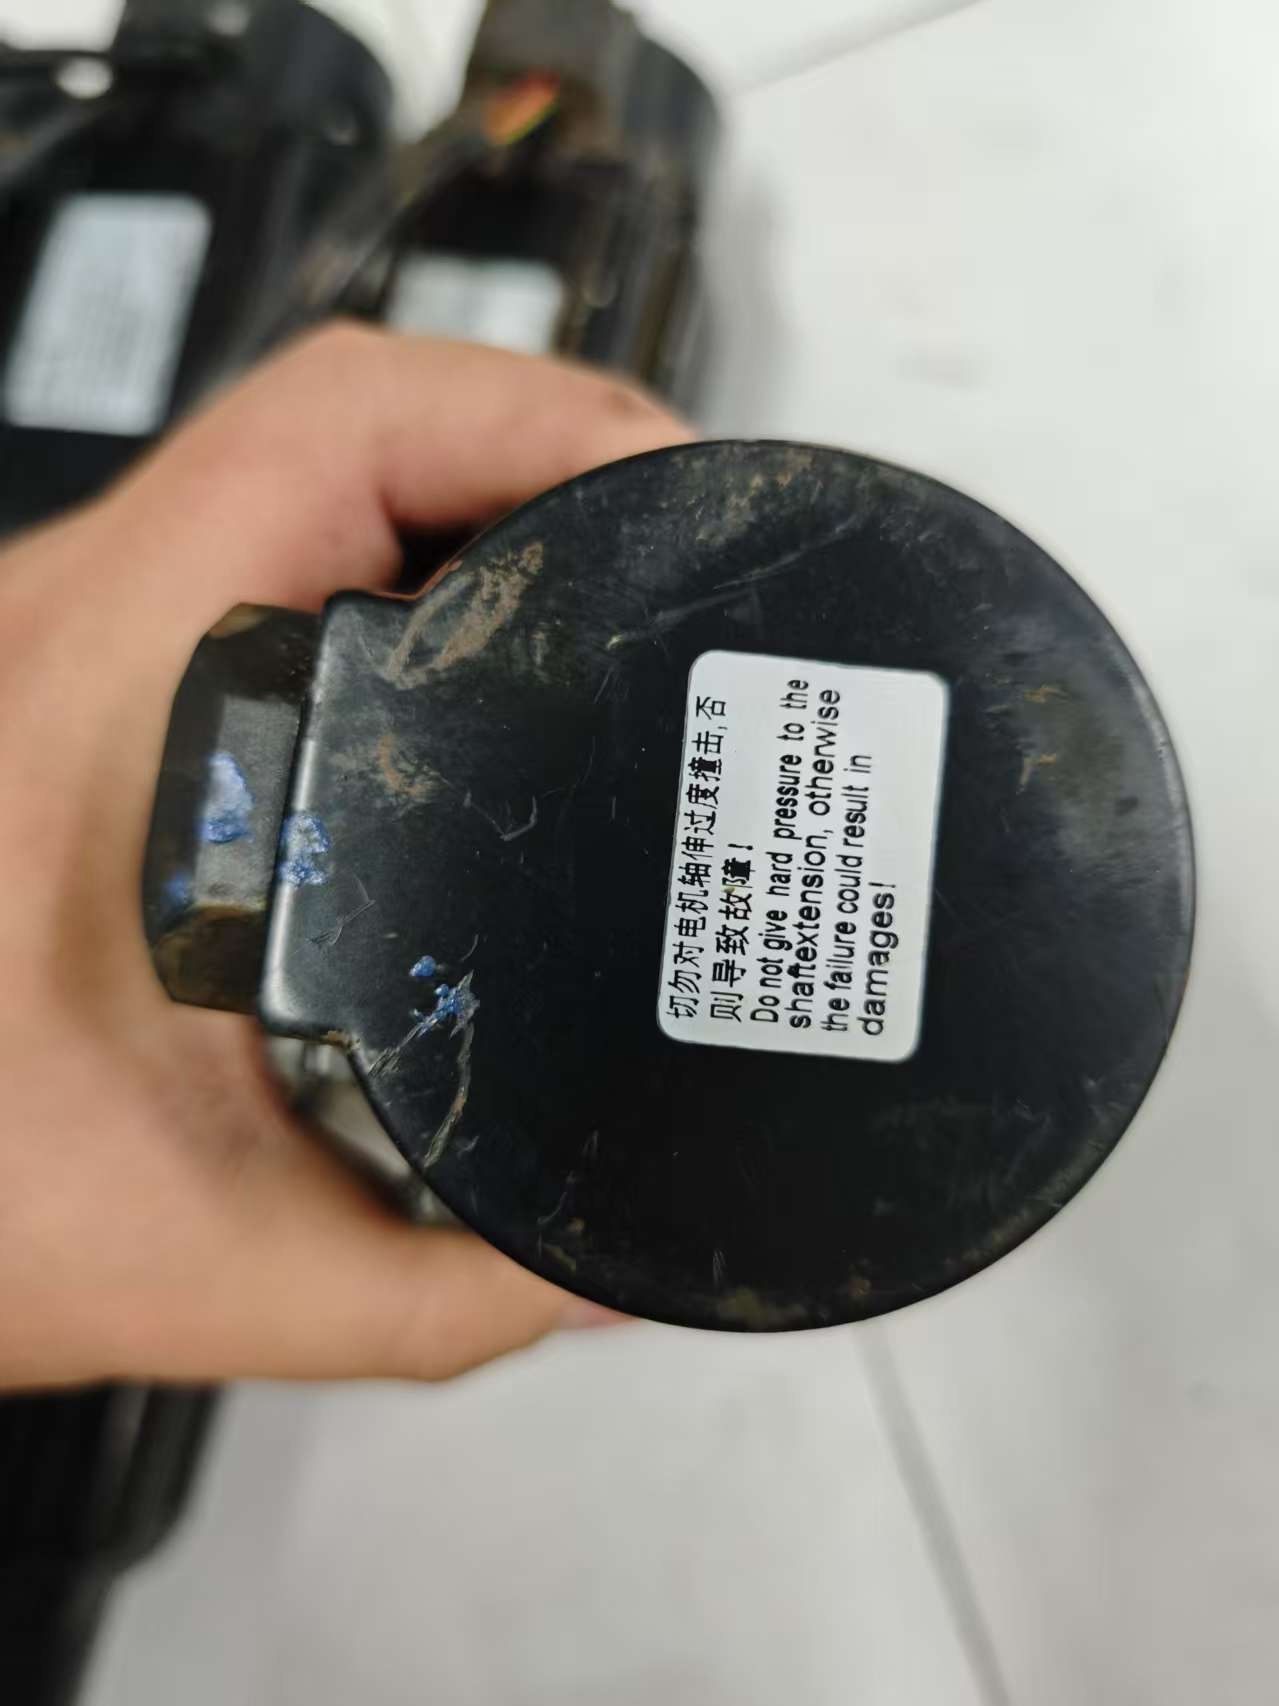 切勿对电机轴伸过度撞击,否
则导致故障!
Do not give hard pressure to the
shaftextension, otherwise
the failure could result in
damages!